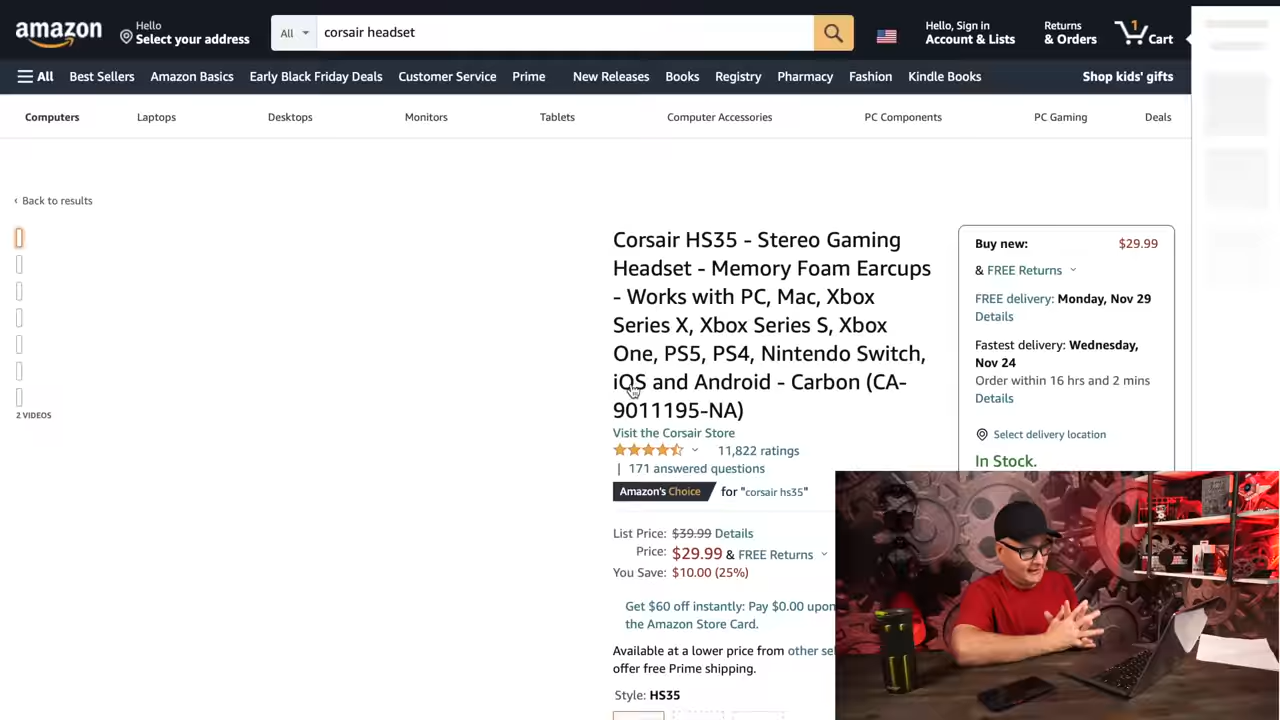 amazon
Hello
Select your address
All
corsair headset
Hello, Sign in
Account & Lists
Returns
& Orders
1
Cart
All
Best Sellers
Amazon Basics
Early Black Friday Deals
Customer Service
Prime
New Releases
Books
Registry
Pharmacy
Fashion
Kindle Books
Shop kids' gifts
Computers
Laptops
Desktops
Monitors
Tablets
Computer Accessories
PC Components
PC Gaming
Deals
‹ Back to results
2 VIDEOS
Corsair HS35 - Stereo Gaming
Headset - Memory Foam Earcups
- Works with PC, Mac, Xbox
Series X, Xbox Series S, Xbox
One, PS5, PS4, Nintendo Switch,
iOS and Android - Carbon (CA-
9011195-NA)
Visit the Corsair Store
11,822 ratings
| 171 answered questions
Amazon's Choice for "corsair hs35"
List Price: $39.99 Details
Price: $29.99 & FREE Returns
You Save: $10.00 (25%)
Get $60 off instantly: Pay $0.00 upon
the Amazon Store Card.
Available at a lower price from other sel
offer free Prime shipping.
Style: HS35
Buy new: $29.99
& FREE Returns
FREE delivery: Monday, Nov 29
Details
Fastest delivery: Wednesday,
Nov 24
Order within 16 hrs and 2 mins
Details
Select delivery location
In Stock.